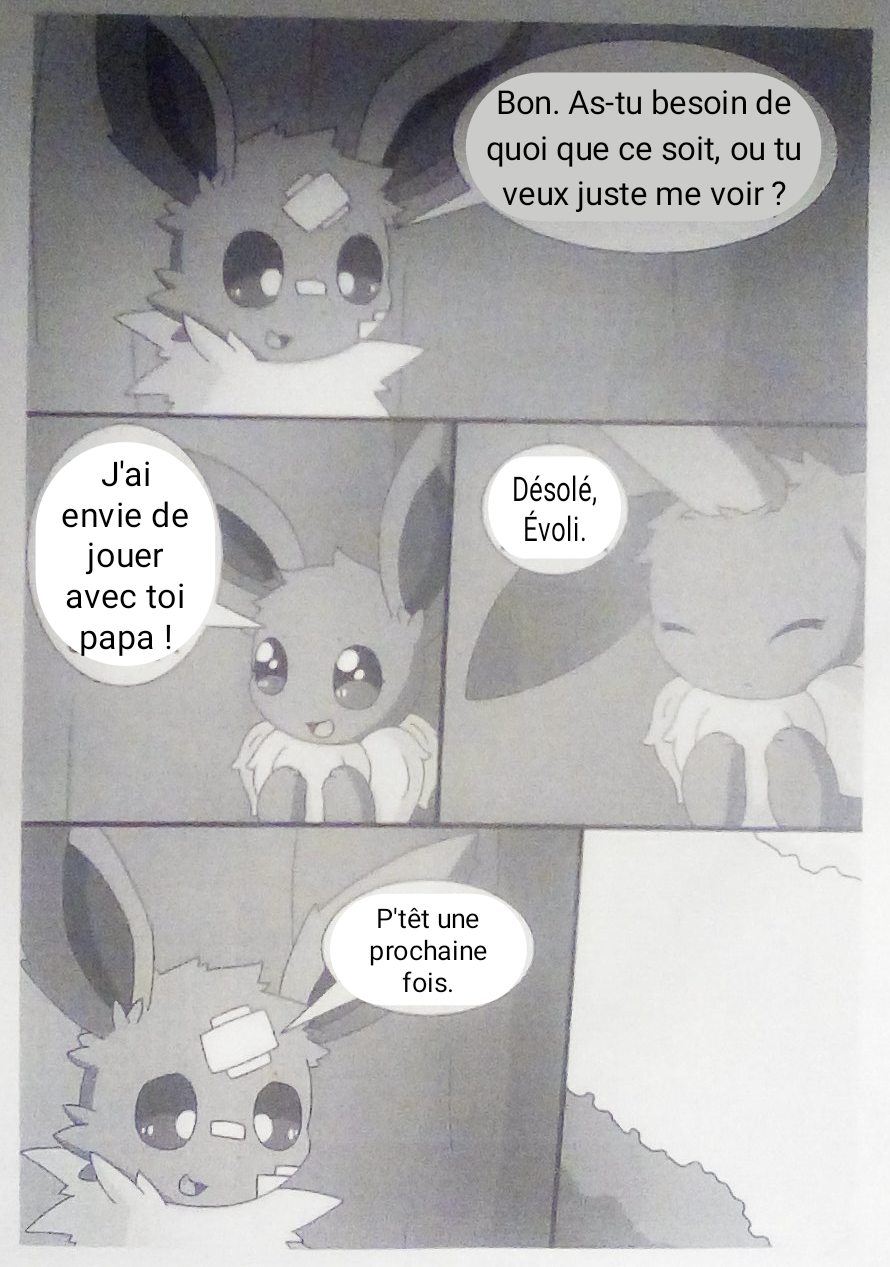 Bon. As-tu besoin de
quoi que ce soit, ou tu
veux juste me voir ?
J'ai
envie de
jouer
avec toi
papa !
Désolé,
Évoli.
P'têt une
prochaine
fois.